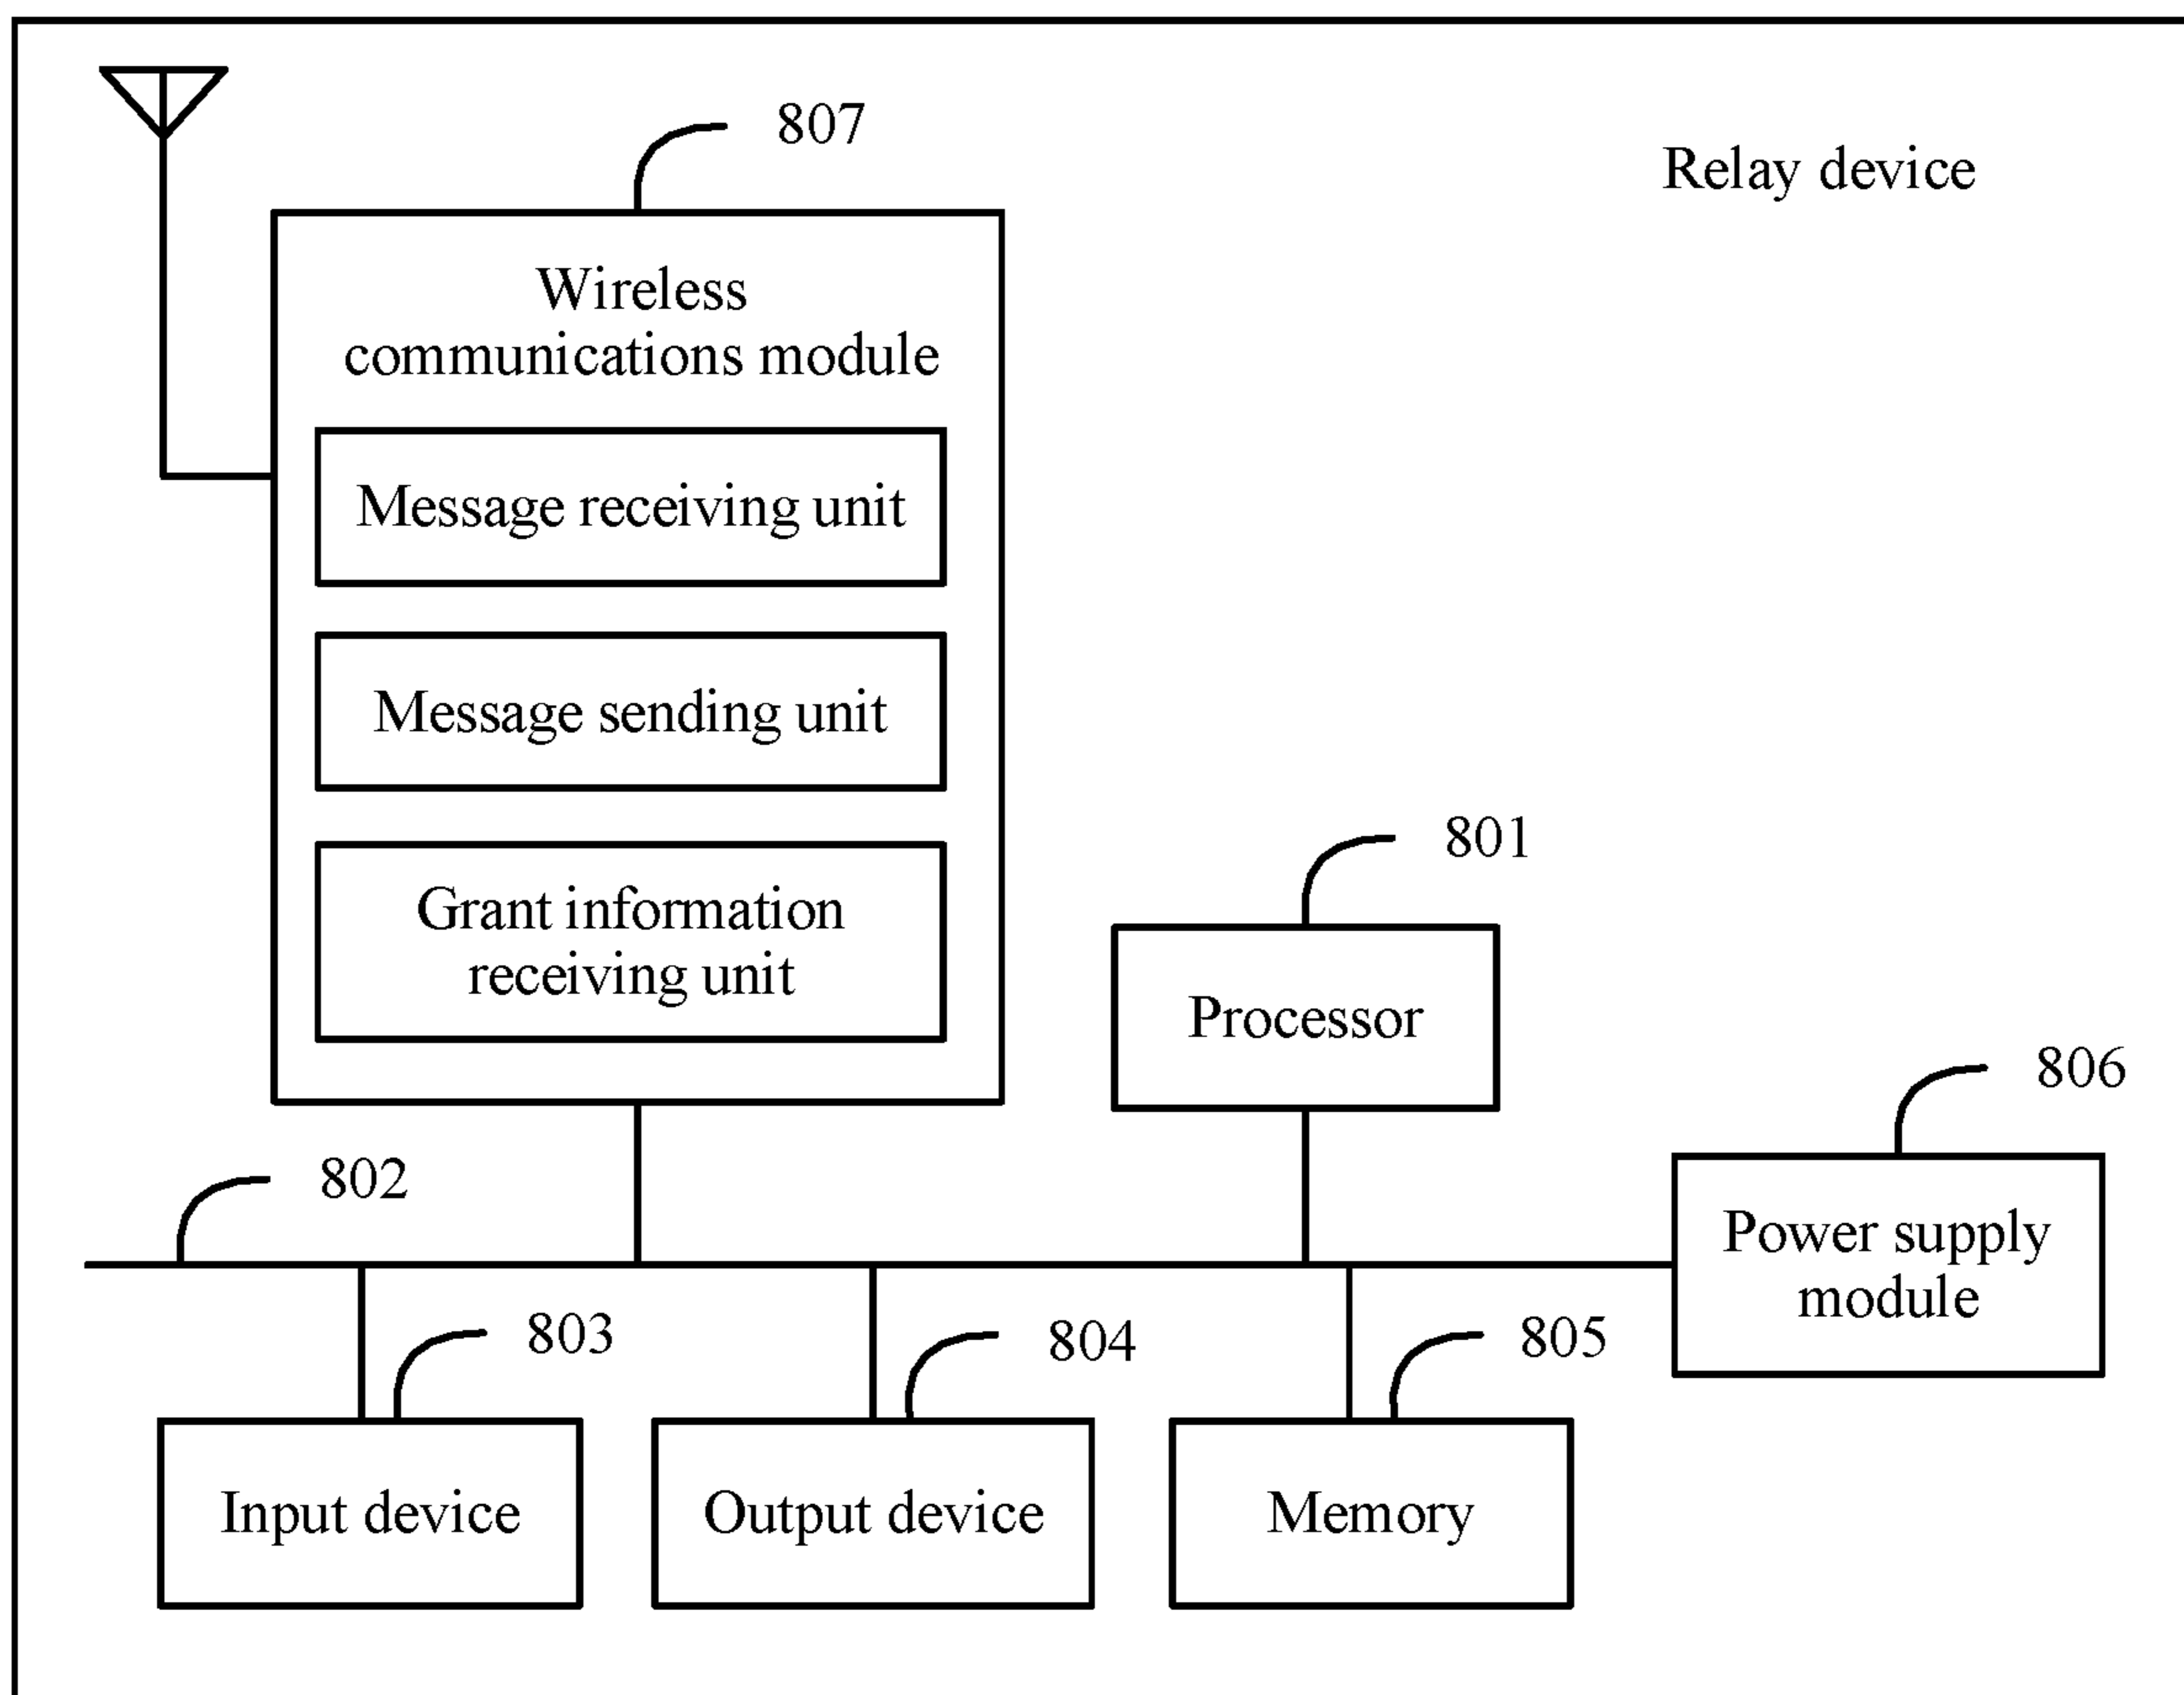 807
Relay device
Wireless
communications module
Message receiving unit
Message sending unit
Grant information
receiving unit
801
Processor
806
Power supply
module
802
803
804
805
Input device
Output device
Memory